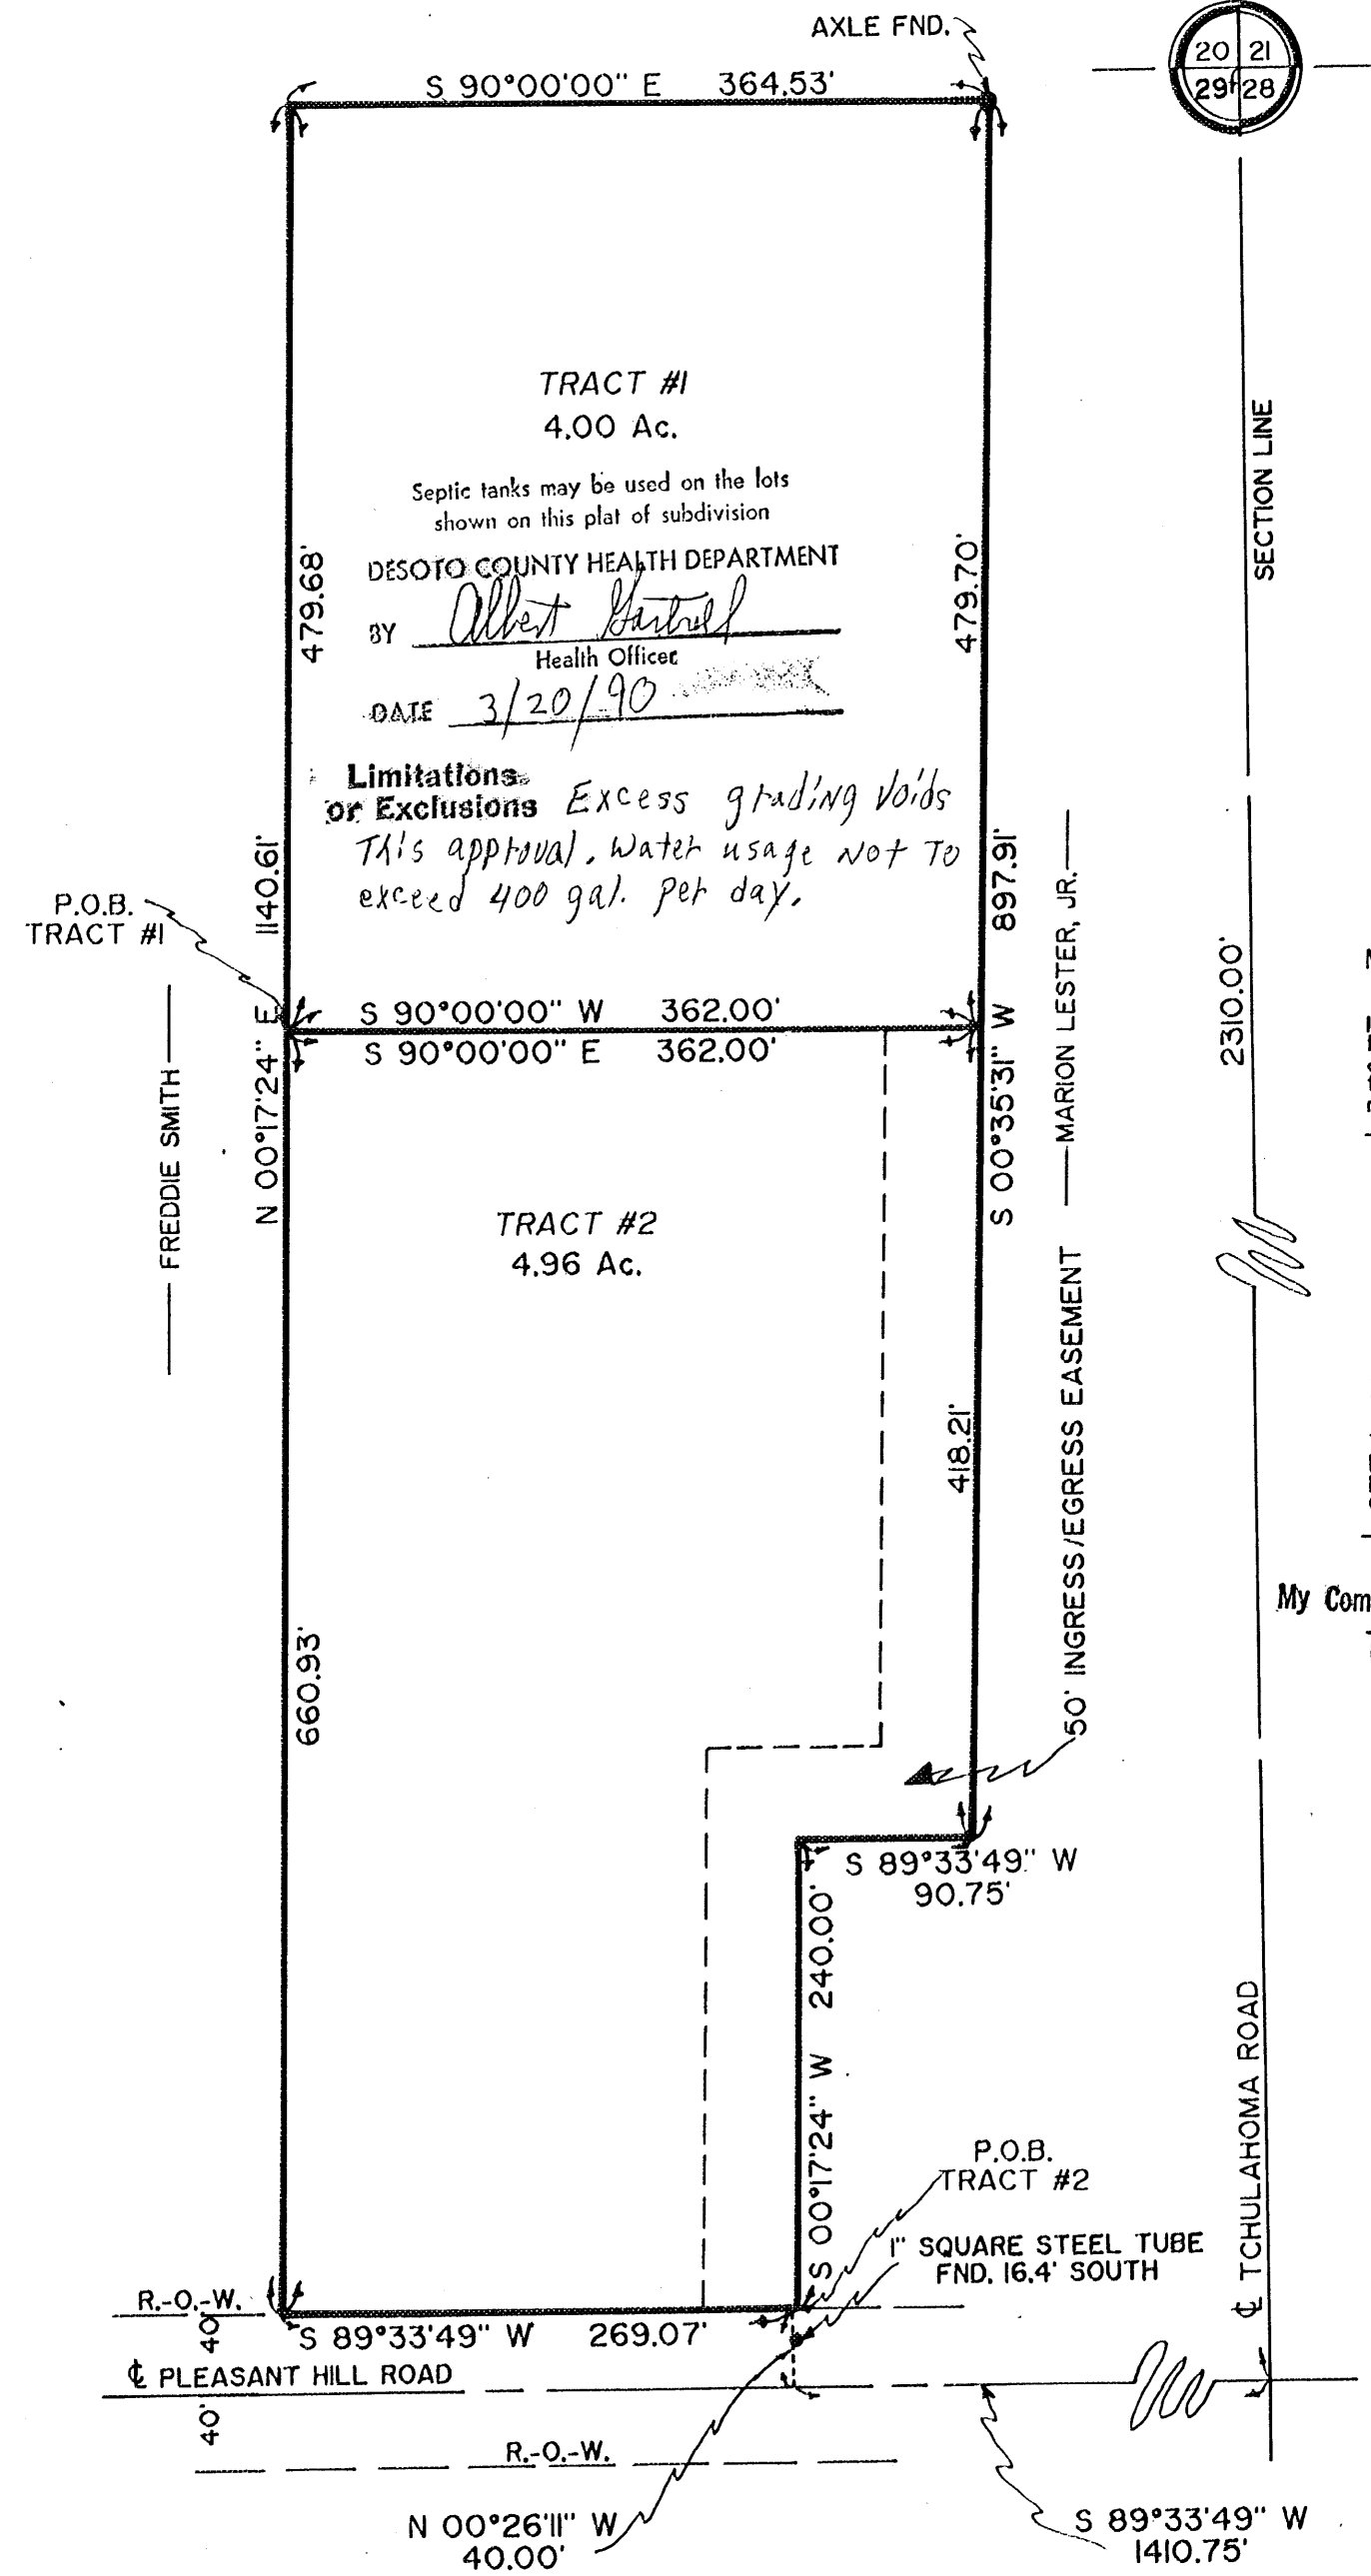 AXLE FND.
20 21
29 28
S 90°00'00" E 364.53'
TRACT #1
4.00 Ac.
Septic tanks may be used on the lots
shown on this plat of subdivision
DESOTO COUNTY HEALTH DEPARTMENT
BY Albert Gartrell
Health Officer
DATE 3/20/90
Limitations
or Exclusions Excess grading voids
This approval. Water usage Not To
exceed 400 gal. per day.
479.68'
479.70'
SECTION LINE
1140.61'
897.91'
P.O.B.
TRACT #1
N 00°17'24" E
S 90°00'00" W 362.00'
S 90°00'00" E 362.00'
S 00°35'31" W
MARION LESTER, JR.
2310.00'
FREDDIE SMITH
TRACT #2
4.96 Ac.
418.21'
50' INGRESS/EGRESS EASEMENT
My Com
660.93'
S 89°33'49" W
90.75'
S 00°17'24" W 240.00'
P.O.B.
TRACT #2
1" SQUARE STEEL TUBE
FND. 16.4' SOUTH
℄ TCHULAHOMA ROAD
R.-O.-W.
40'
S 89°33'49" W 269.07'
℄ PLEASANT HILL ROAD
40'
R.-O.-W.
N 00°26'11" W
40.00'
S 89°33'49" W
1410.75'